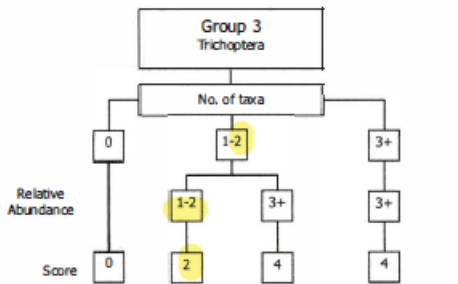 Group 3
Trichoptera
No. of taxa
0 1-2 3+
Relative
Abundance
1-2 3+ 3+
Score
0 2 4 4